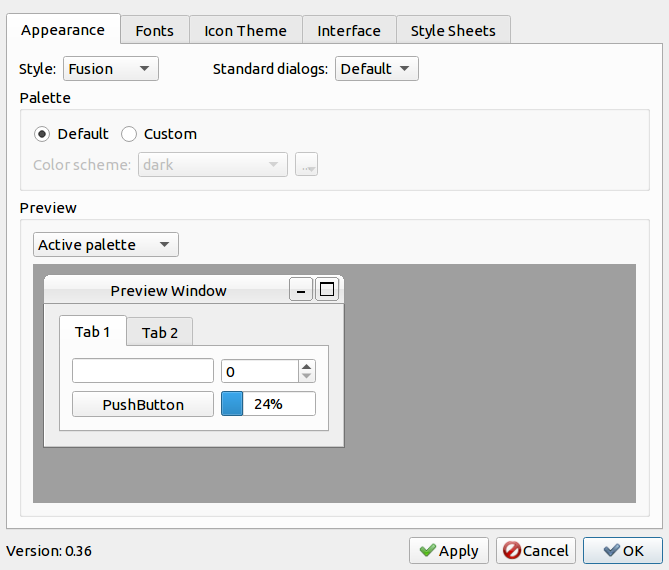 Appearance Fonts Icon Theme Interface Style Sheets
Style: Fusion Standard dialogs: Default
Palette
Default Custom
Color scheme: dark ...
Preview
Active palette
Preview Window
Tab 1 Tab 2
0
PushButton 24%
Version: 0.36 Apply Cancel OK